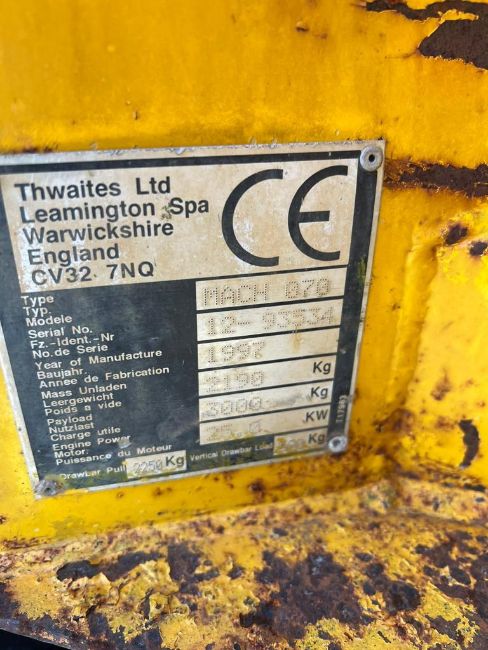 Thwaites Ltd
Leamington Spa
Warwickshire
England
CV32 7NQ
CE
Type
Typ.
Modele
MACH 070
Serial No.
Fz.-Ident.-Nr
No. de Serie
12-93534
Year of Manufacture
Baujahr.
Annee de Fabrication
1997
Mass Unladen
Leergewicht
Poids a vide
2190 Kg
Payload
Nutzlast
Charge utile
3000 Kg
Engine Power
Motor:
Puissance du Moteur
KW
Drawbar Pull 2250 Kg Vertical Drawbar Load Kg